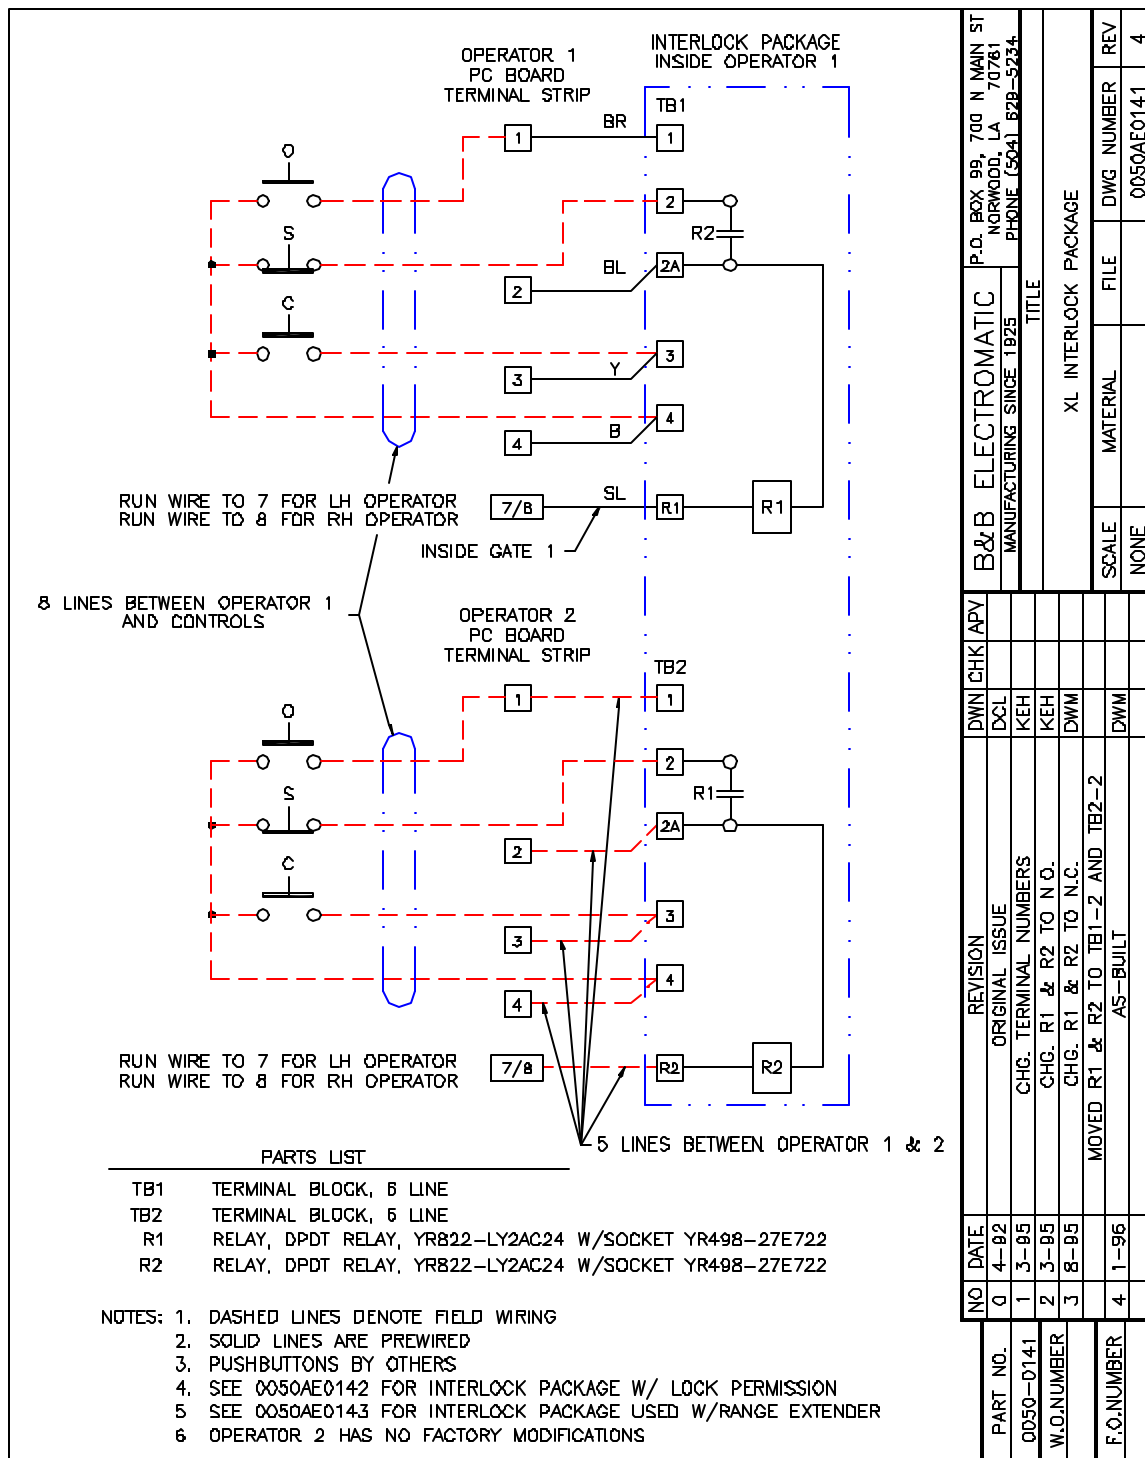 OPERATOR 1
PC BOARD
TERMINAL STRIP
INTERLOCK PACKAGE
INSIDE OPERATOR 1
TB1
1
BR
1
O
2
R2
S
BL
2A
2
C
3
Y
3
4
B
4
RUN WIRE TO 7 FOR LH OPERATOR
RUN WIRE TO 8 FOR RH OPERATOR
7/8
SL
R1
R1
INSIDE GATE 1
8 LINES BETWEEN OPERATOR 1
AND CONTROLS
OPERATOR 2
PC BOARD
TERMINAL STRIP
TB2
1
1
O
2
R1
S
2A
2
C
3
3
4
4
RUN WIRE TO 7 FOR LH OPERATOR
RUN WIRE TO 8 FOR RH OPERATOR
7/8
R2
R2
5 LINES BETWEEN OPERATOR 1 & 2
PARTS LIST
TB1 TERMINAL BLOCK, 6 LINE
TB2 TERMINAL BLOCK, 6 LINE
R1 RELAY, DPDT RELAY, YR822-LY2AC24 W/SOCKET YR498-27E722
R2 RELAY, DPDT RELAY, YR822-LY2AC24 W/SOCKET YR498-27E722
NOTES: 1. DASHED LINES DENOTE FIELD WIRING
2. SOLID LINES ARE PREWIRED
3. PUSHBUTTONS BY OTHERS
4. SEE 0050AE0142 FOR INTERLOCK PACKAGE W/ LOCK PERMISSION
5 SEE 0050AE0143 FOR INTERLOCK PACKAGE USED W/RANGE EXTENDER
6 OPERATOR 2 HAS NO FACTORY MODIFICATIONS
B&B ELECTROMATIC
MANUFACTURING SINCE 1925
P.O. BOX 99, 700 N MAIN ST
NORWOOD, LA 70761
PHONE (504) 629-5234
TITLE
XL INTERLOCK PACKAGE
SCALE MATERIAL FILE DWG NUMBER REV
NONE 0050AE0141 4
NO DATE REVISION DWN CHK APV
0 4-92 ORIGINAL ISSUE DCL
1 3-95 CHG. TERMINAL NUMBERS KEH
2 3-95 CHG. R1 & R2 TO N.O. KEH
3 8-95 CHG. R1 & R2 TO N.C. DWM
MOVED R1 & R2 TO TB1-2 AND TB2-2
4 1-96 AS-BUILT DWM
PART NO.
0D50-D141
W.O.NUMBER
F.O.NUMBER